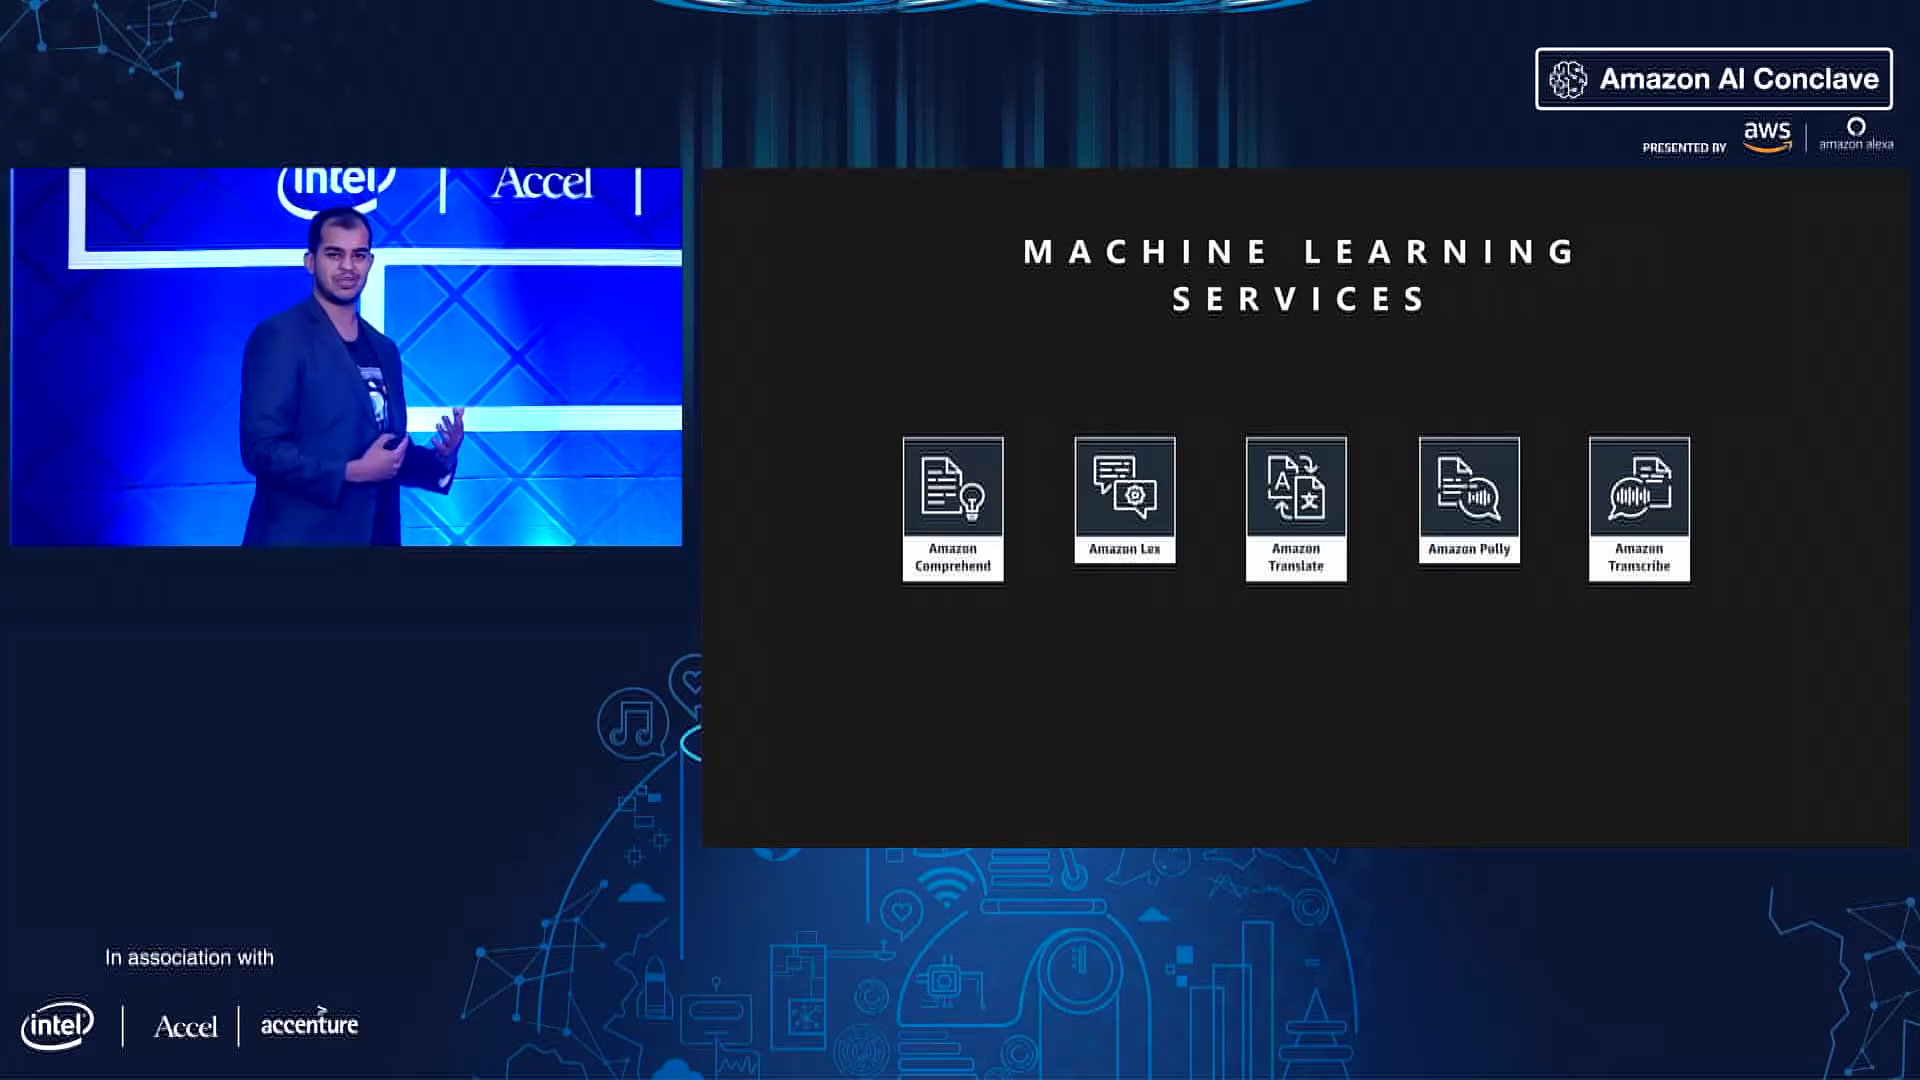 Amazon AI Conclave
PRESENTED BY
aws
amazon alexa
intel
Accel
MACHINE LEARNING
SERVICES
Amazon
Comprehend
Amazon Lex
Amazon
Translate
Amazon Polly
Amazon
Transcribe
In association with
intel
Accel
accenture